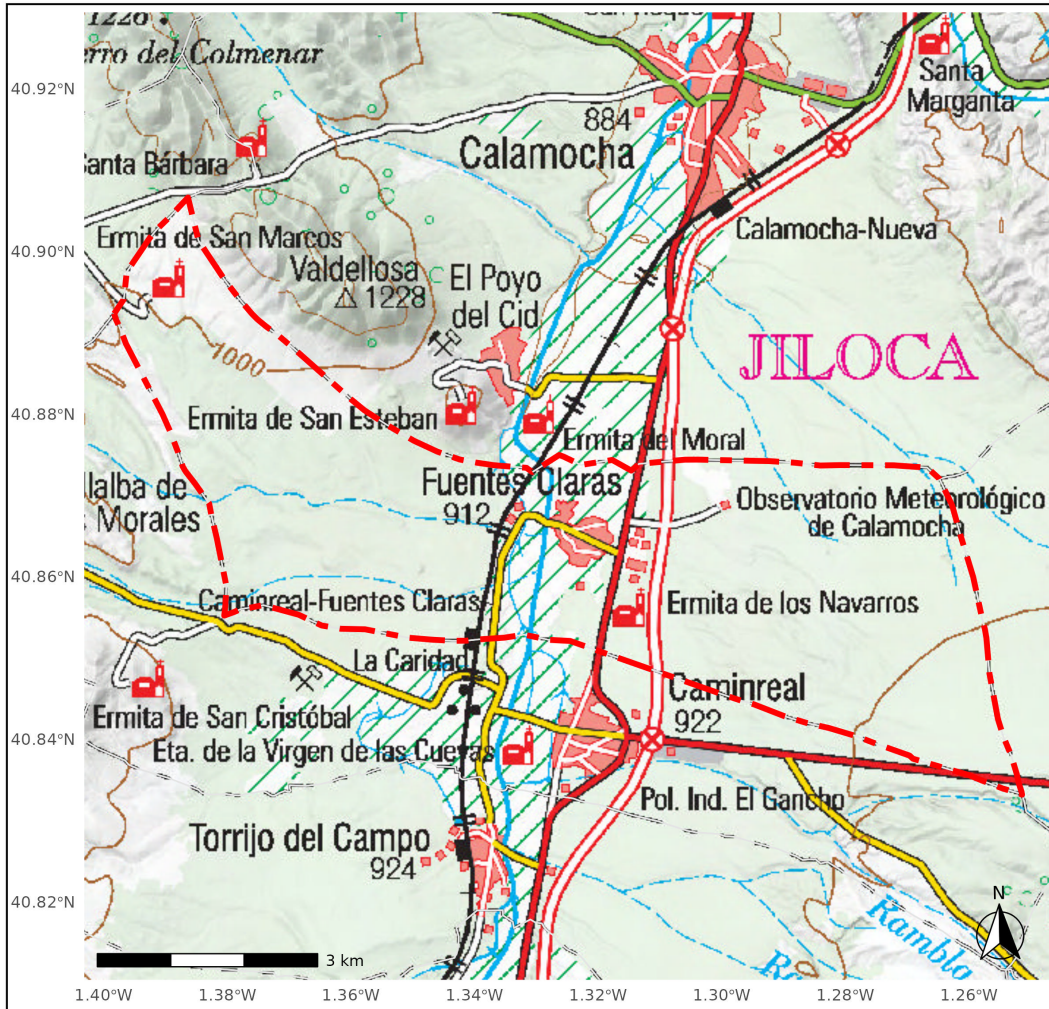 1226
erro del Colmenar
40.92°N
Santa
Marganta
884
Calamocha
Santa Bárbara
Calamocha-Nueva
40.90°N
Ermita de San Marcos
Valdellosa
1228
El Poyo
del Cid
JILOCA
1000
40.88°N
Ermita de San Esteban
Ermita del Moral
Fuentes Claras
912
llalba de
Morales
Observatorio Meteorológico
de Calamocha
40.86°N
Caminreal-Fuentes Claras
Ermita de los Navarros
La Caridad
Caminreal
922
Ermita de San Cristóbal
40.84°N
Eta. de la Virgen de las Cuevas
Pol. Ind. El Gancho
Torrijo del Campo
924
40.82°N
Ramblo
N
3 km
1.40°W 1.38°W 1.36°W 1.34°W 1.32°W 1.30°W 1.28°W 1.26°W